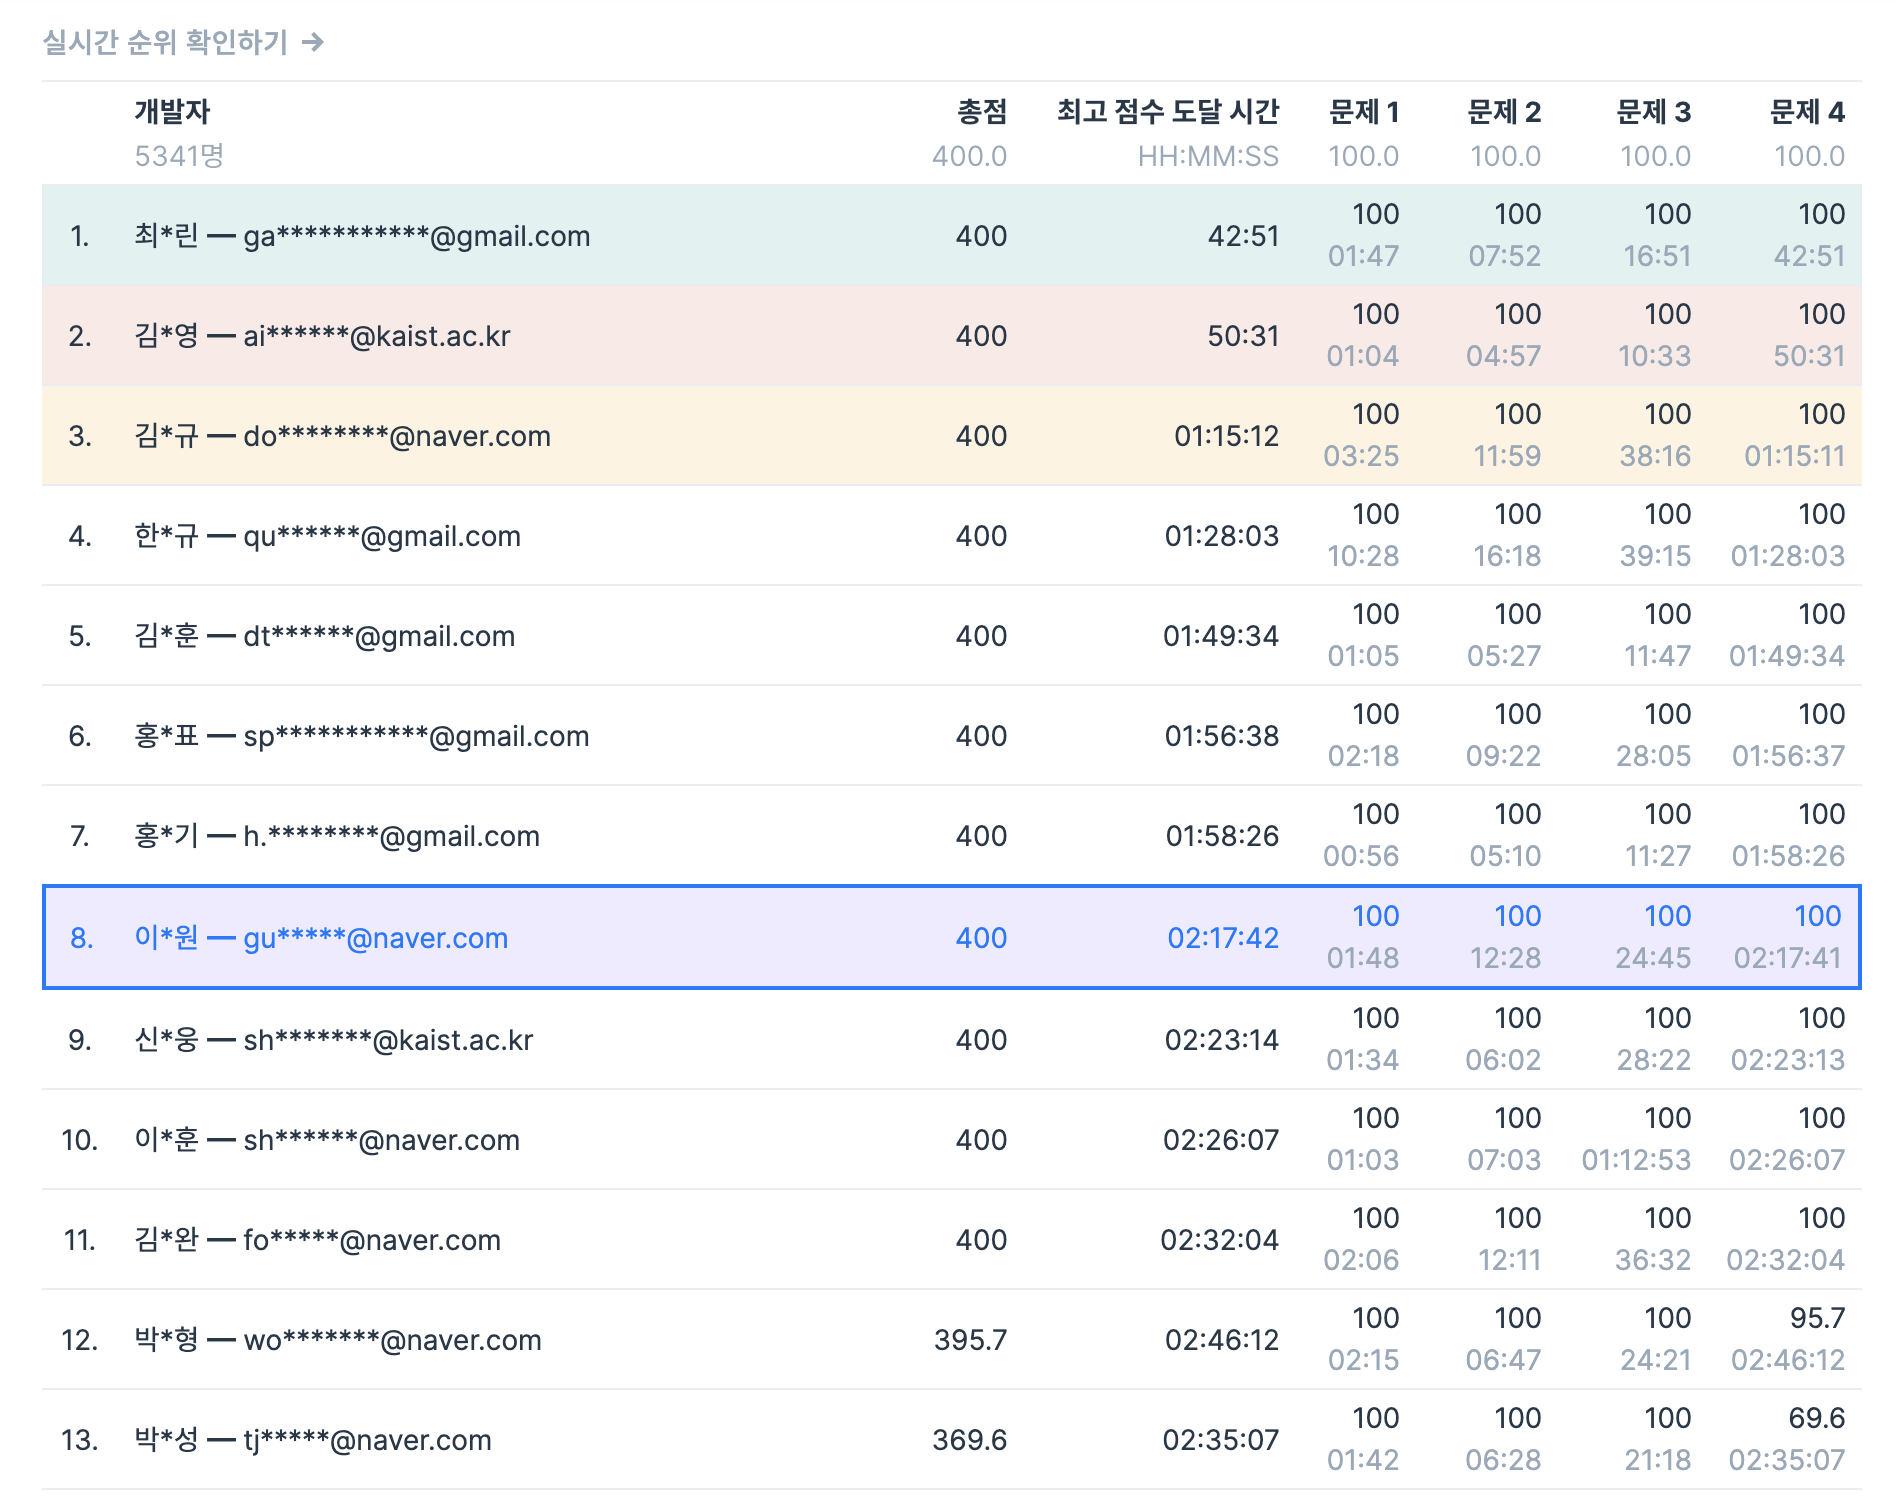 실시간 순위 확인하기 →
개발자 총점 최고 점수 도달 시간 문제 1 문제 2 문제 3 문제 4
5341명 400.0 HH:MM:SS 100.0 100.0 100.0 100.0
1. 최*린 — ga***********@gmail.com 400 42:51 100 100 100 100
01:47 07:52 16:51 42:51
2. 김*영 — ai******@kaist.ac.kr 400 50:31 100 100 100 100
01:04 04:57 10:33 50:31
3. 김*규 — do********@naver.com 400 01:15:12 100 100 100 100
03:25 11:59 38:16 01:15:11
4. 한*규 — qu******@gmail.com 400 01:28:03 100 100 100 100
10:28 16:18 39:15 01:28:03
5. 김*훈 — dt******@gmail.com 400 01:49:34 100 100 100 100
01:05 05:27 11:47 01:49:34
6. 홍*표 — sp***********@gmail.com 400 01:56:38 100 100 100 100
02:18 09:22 28:05 01:56:37
7. 홍*기 — h.********@gmail.com 400 01:58:26 100 100 100 100
00:56 05:10 11:27 01:58:26
8. 이*원 — gu*****@naver.com 400 02:17:42 100 100 100 100
01:48 12:28 24:45 02:17:41
9. 신*웅 — sh*******@kaist.ac.kr 400 02:23:14 100 100 100 100
01:34 06:02 28:22 02:23:13
10. 이*훈 — sh******@naver.com 400 02:26:07 100 100 100 100
01:03 07:03 01:12:53 02:26:07
11. 김*완 — fo*****@naver.com 400 02:32:04 100 100 100 100
02:06 12:11 36:32 02:32:04
12. 박*형 — wo*******@naver.com 395.7 02:46:12 100 100 100 95.7
02:15 06:47 24:21 02:46:12
13. 박*성 — tj*****@naver.com 369.6 02:35:07 100 100 100 69.6
01:42 06:28 21:18 02:35:07